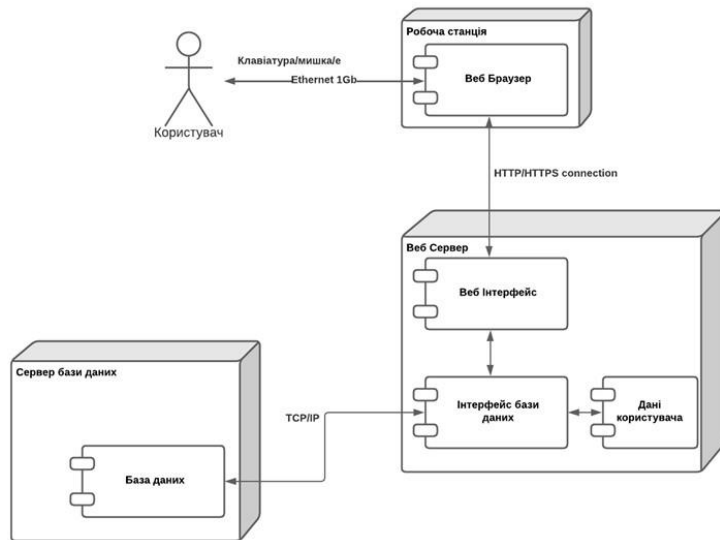 Робоча станція
Клавіатура/мишка/е
Ethernet 1Gb
Веб Браузер
Користувач
HTTP/HTTPS connection
Веб Сервер
Веб Інтерфейс
Сервер бази даних
Інтерфейс бази
даних
Дані
користувача
TCP/IP
База даних